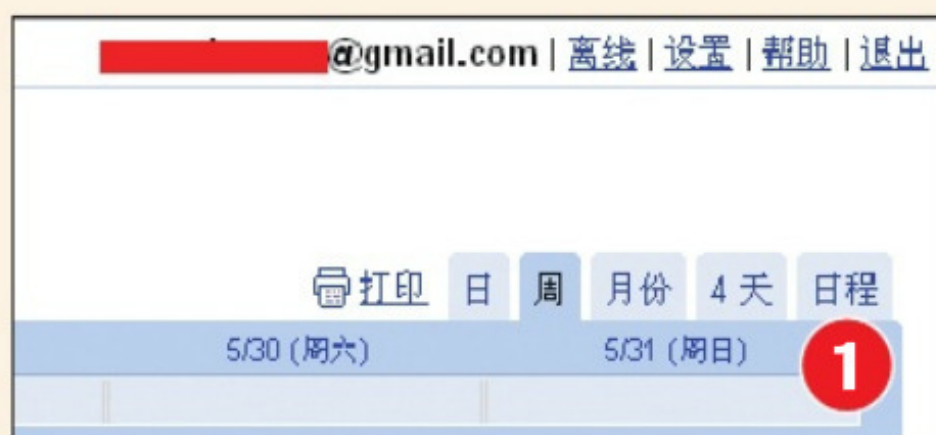 @gmail.com | 离线 | 设置 | 帮助 | 退出
打印 日 周 月份 4 天 日程
5/30 (周六) 5/31 (周日)
1